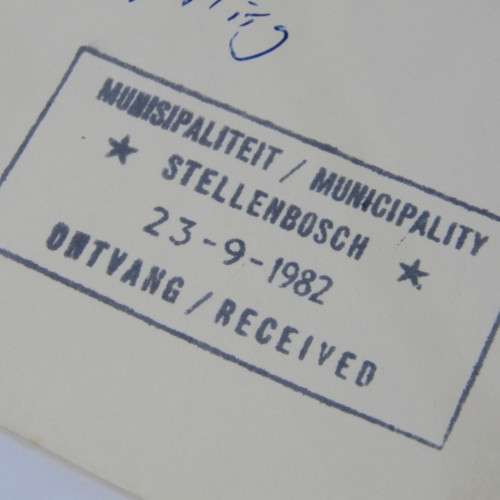 MUNISIPALITEIT / MUNICIPALITY
★ STELLENBOSCH ★
23-9-1982
ONTVANG / RECEIVED